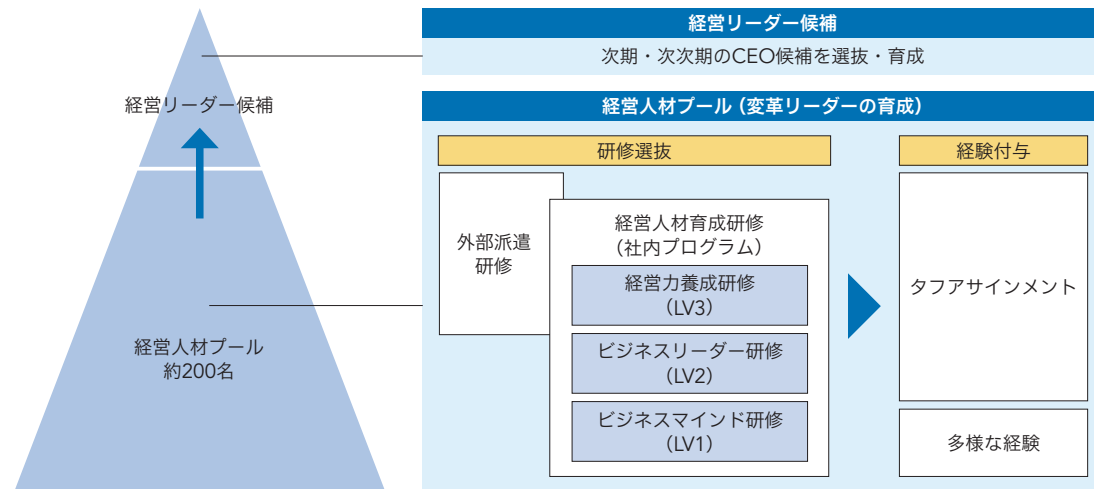 経営リーダー候補
経営人材プール
約200名
経営リーダー候補
次期・次次期のCEO候補を選抜・育成
経営人材プール（変革リーダーの育成）
研修選抜
外部派遣
研修
経営人材育成研修
（社内プログラム）
経営力養成研修
（LV3）
ビジネスリーダー研修
（LV2）
ビジネスマインド研修
（LV1）
経験付与
タフアサインメント
多様な経験